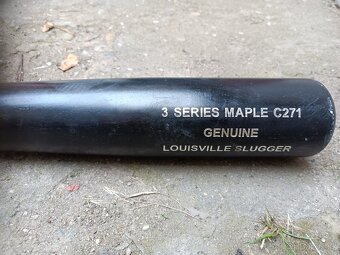 3 SERIES MAPLE C271
GENUINE
LOUISVILLE SLUGGER